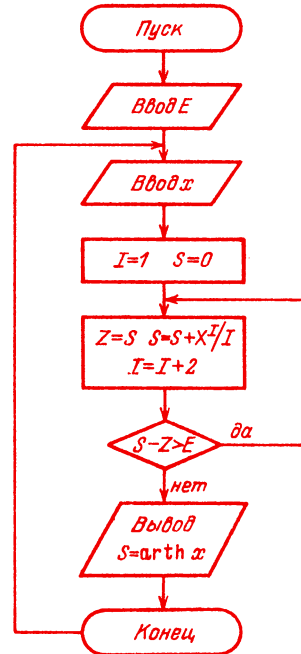 Пуск
Ввод E
Ввод x
I=1 S=0
Z=S S=S+X^I/I
I=I+2
S-Z>E
да
нет
Вывод
S=arth x
Конец